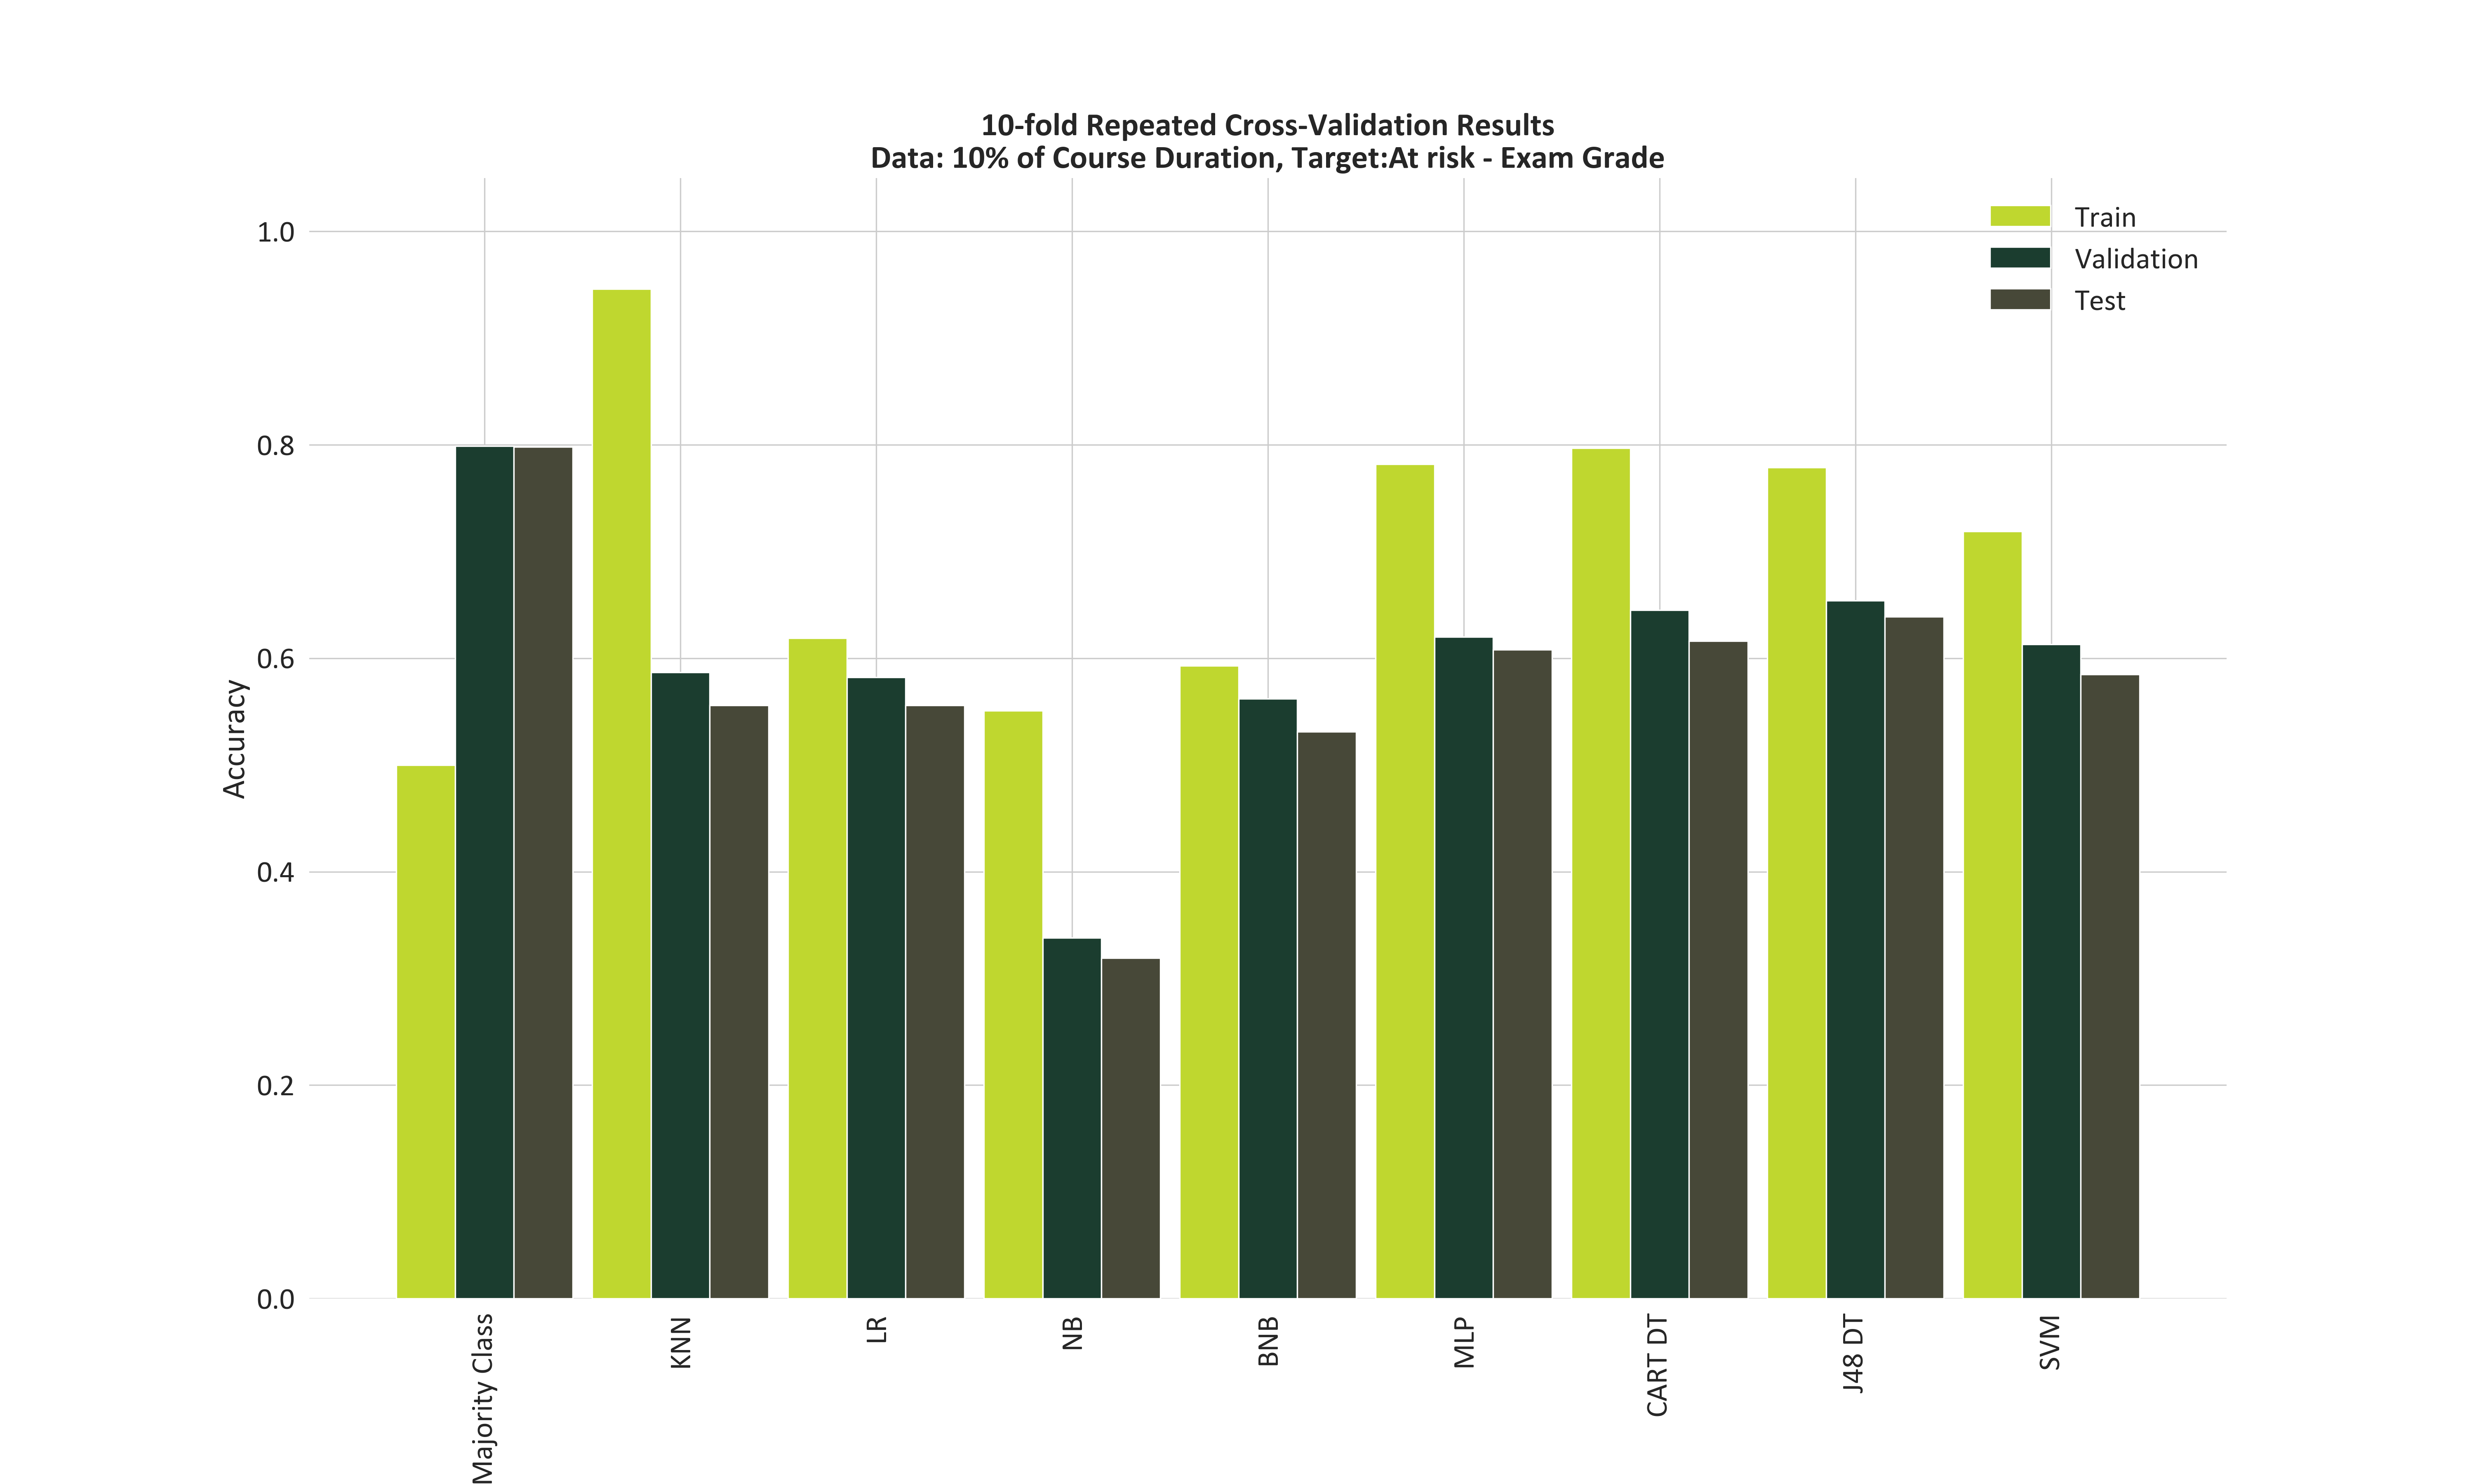 10-fold Repeated Cross-Validation Results
Data: 10% of Course Duration, Target:At risk - Exam Grade
Train
Validation
Test
Accuracy
1.0
0.8
0.6
0.4
0.2
0.0
Majority Class
KNN
LR
NB
BNB
MLP
CART DT
J48 DT
SVM